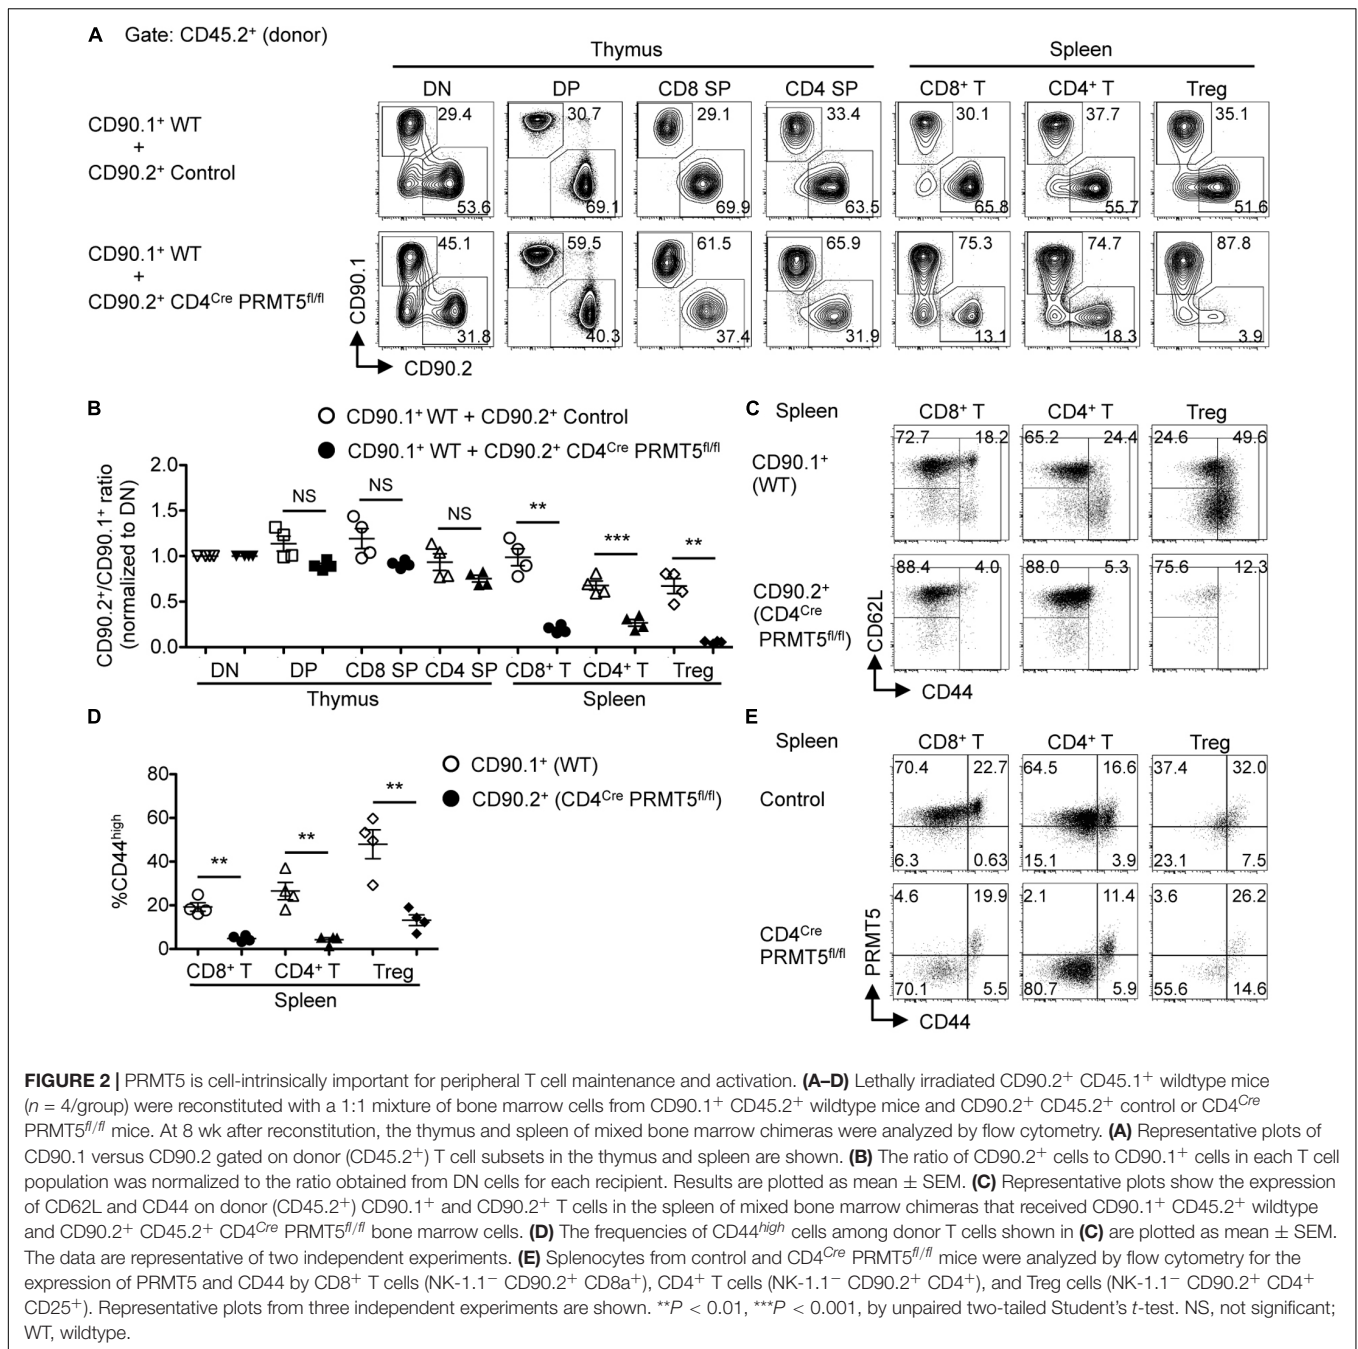 A Gate: CD45.2+ (donor)
Thymus Spleen
DN DP CD8 SP CD4 SP CD8+ T CD4+ T Treg
CD90.1+ WT
+
CD90.2+ Control
29.4 30.7 29.1 33.4 30.1 37.7 35.1
53.6 69.1 69.9 63.5 65.8 55.7 51.6
CD90.1+ WT
+
CD90.2+ CD4Cre PRMT5fl/fl
45.1 59.5 61.5 65.9 75.3 74.7 87.8
31.8 40.3 37.4 31.9 13.1 18.3 3.9
CD90.1
CD90.2
B
CD90.1+ WT + CD90.2+ Control
CD90.1+ WT + CD90.2+ CD4Cre PRMT5fl/fl
CD90.2+/CD90.1+ ratio
(normalized to DN)
2.0
1.5
1.0
0.5
0.0
NS NS NS ** *** **
DN DP CD8 SP CD4 SP CD8+ T CD4+ T Treg
Thymus Spleen
C Spleen
CD8+ T CD4+ T Treg
CD90.1+
(WT)
72.7 18.2 65.2 24.4 24.6 49.6
CD90.2+
(CD4Cre
PRMT5fl/fl)
88.4 4.0 88.0 5.3 75.6 12.3
CD62L
CD44
D
CD90.1+ (WT)
CD90.2+ (CD4Cre PRMT5fl/fl)
%CD44high
80
60
40
20
0
** ** **
CD8+ T CD4+ T Treg
Spleen
E
Spleen
CD8+ T CD4+ T Treg
Control
70.4 22.7 64.5 16.6 37.4 32.0
6.3 0.63 15.1 3.9 23.1 7.5
CD4Cre
PRMT5fl/fl
4.6 19.9 2.1 11.4 3.6 26.2
70.1 5.5 80.7 5.9 55.6 14.6
PRMT5
CD44
FIGURE 2 | PRMT5 is cell-intrinsically important for peripheral T cell maintenance and activation. (A–D) Lethally irradiated CD90.2+ CD45.1+ wildtype mice
(n = 4/group) were reconstituted with a 1:1 mixture of bone marrow cells from CD90.1+ CD45.2+ wildtype mice and CD90.2+ CD45.2+ control or CD4Cre
PRMT5fl/fl mice. At 8 wk after reconstitution, the thymus and spleen of mixed bone marrow chimeras were analyzed by flow cytometry. (A) Representative plots of
CD90.1 versus CD90.2 gated on donor (CD45.2+) T cell subsets in the thymus and spleen are shown. (B) The ratio of CD90.2+ cells to CD90.1+ cells in each T cell
population was normalized to the ratio obtained from DN cells for each recipient. Results are plotted as mean ± SEM. (C) Representative plots show the expression
of CD62L and CD44 on donor (CD45.2+) CD90.1+ and CD90.2+ T cells in the spleen of mixed bone marrow chimeras that received CD90.1+ CD45.2+ wildtype
and CD90.2+ CD45.2+ CD4Cre PRMT5fl/fl bone marrow cells. (D) The frequencies of CD44high cells among donor T cells shown in (C) are plotted as mean ± SEM.
The data are representative of two independent experiments. (E) Splenocytes from control and CD4Cre PRMT5fl/fl mice were analyzed by flow cytometry for the
expression of PRMT5 and CD44 by CD8+ T cells (NK-1.1− CD90.2+ CD8a+), CD4+ T cells (NK-1.1− CD90.2+ CD4+), and Treg cells (NK-1.1− CD90.2+ CD4+
CD25+). Representative plots from three independent experiments are shown. **P < 0.01, ***P < 0.001, by unpaired two-tailed Student's t-test. NS, not significant;
WT, wildtype.